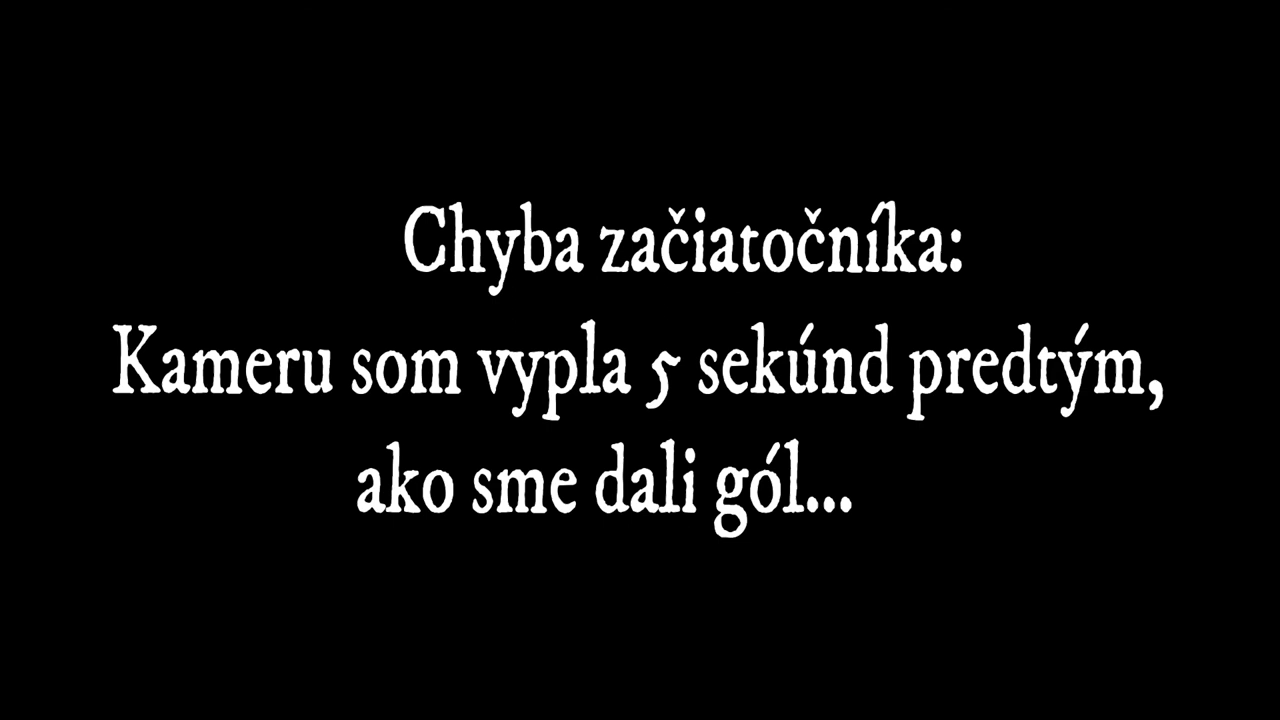 Chyba začiatočníka:
Kameru som vypla 5 sekúnd predtým,
ako sme dali gól...